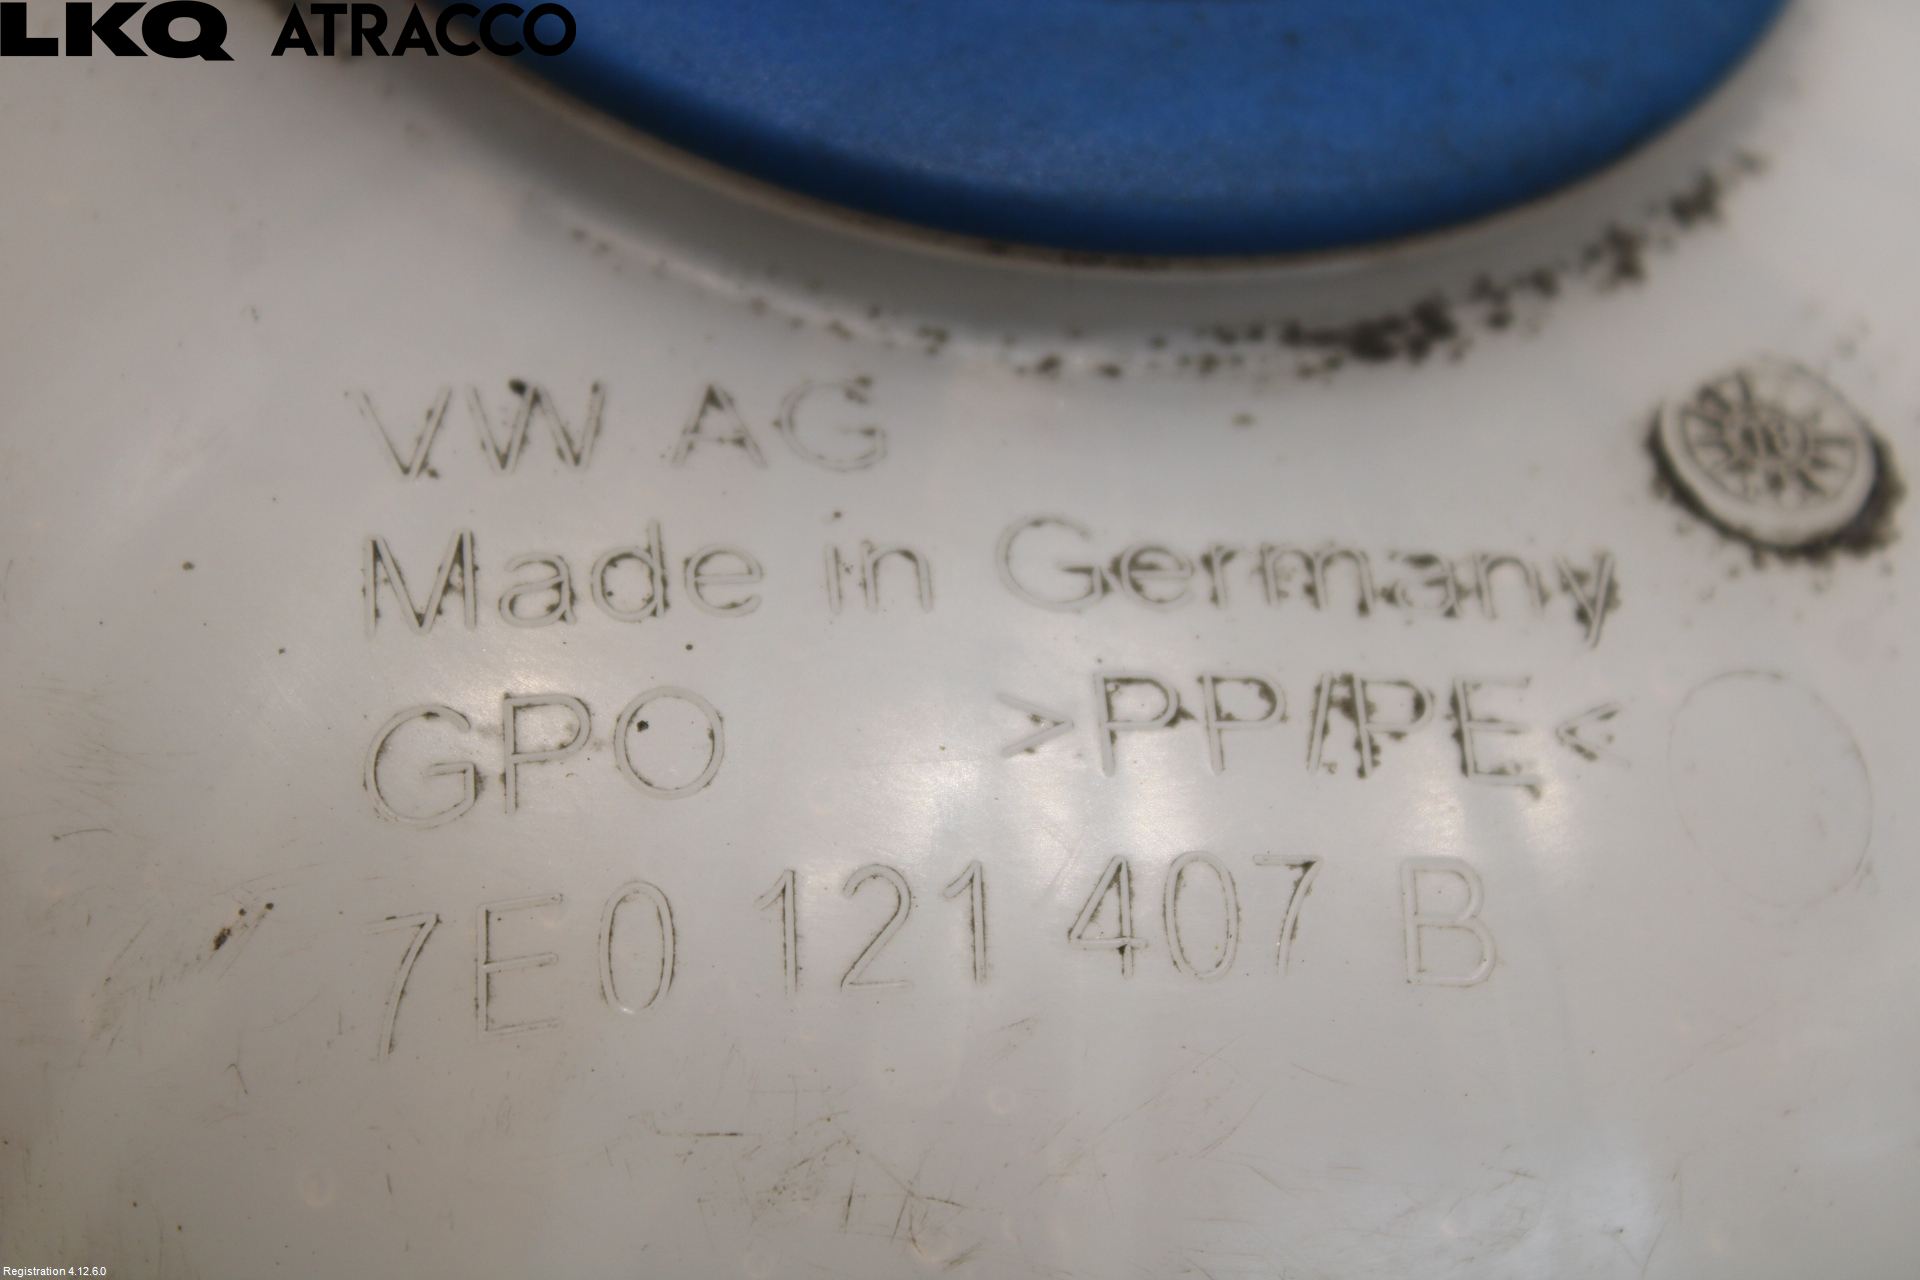 LKQ ATRACCO
VW AG
Made in Germany
GPO >PP/PE<
7E0 121 407 B
Registration 4.12.6.0